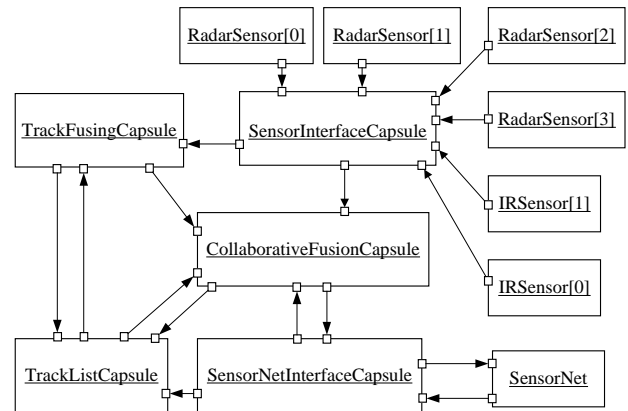 RadarSensor[0]
RadarSensor[1]
RadarSensor[2]
TrackFusingCapsule
SensorInterfaceCapsule
RadarSensor[3]
IRSensor[1]
CollaborativeFusionCapsule
IRSensor[0]
TrackListCapsule
SensorNetInterfaceCapsule
SensorNet